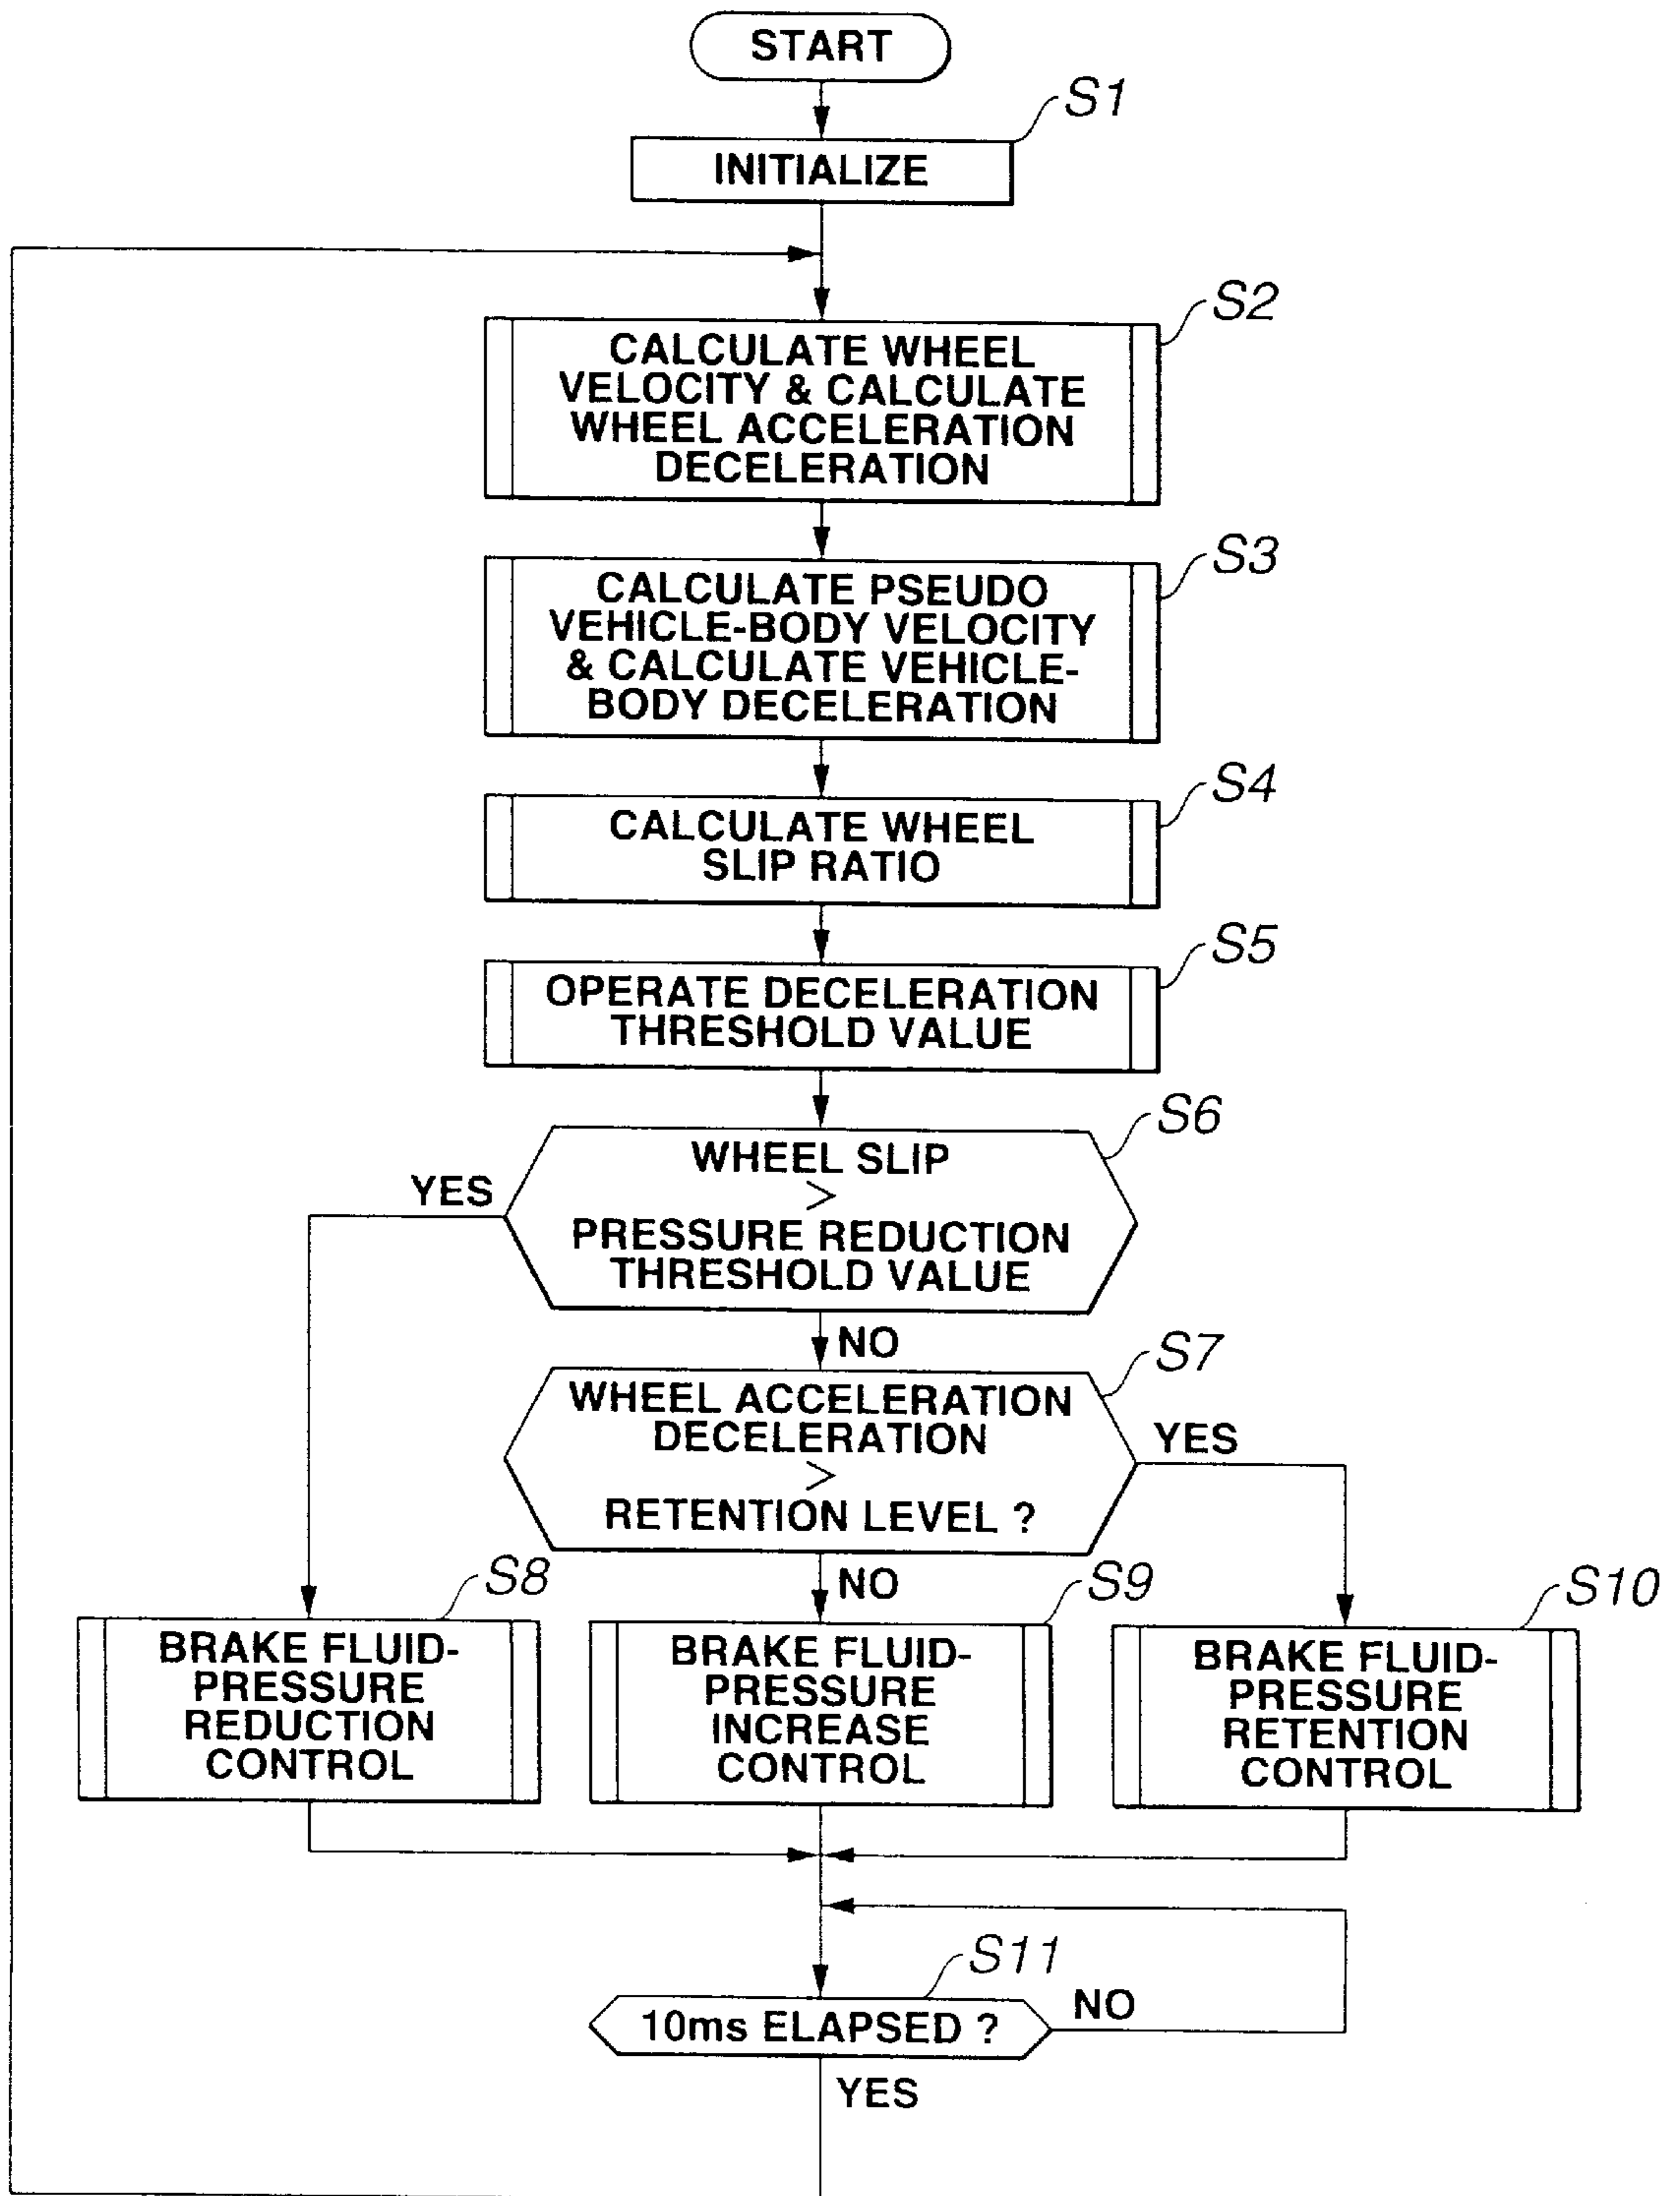 START
S1
INITIALIZE
S2
CALCULATE WHEEL
VELOCITY & CALCULATE
WHEEL ACCELERATION
DECELERATION
S3
CALCULATE PSEUDO
VEHICLE-BODY VELOCITY
& CALCULATE VEHICLE-
BODY DECELERATION
S4
CALCULATE WHEEL
SLIP RATIO
S5
OPERATE DECELERATION
THRESHOLD VALUE
S6
WHEEL SLIP
>
PRESSURE REDUCTION
THRESHOLD VALUE
YES
NO
S7
WHEEL ACCELERATION
DECELERATION
>
RETENTION LEVEL ?
YES
NO
S8
BRAKE FLUID-
PRESSURE
REDUCTION
CONTROL
S9
BRAKE FLUID-
PRESSURE
INCREASE
CONTROL
S10
BRAKE FLUID-
PRESSURE
RETENTION
CONTROL
S11
10ms ELAPSED ?
NO
YES